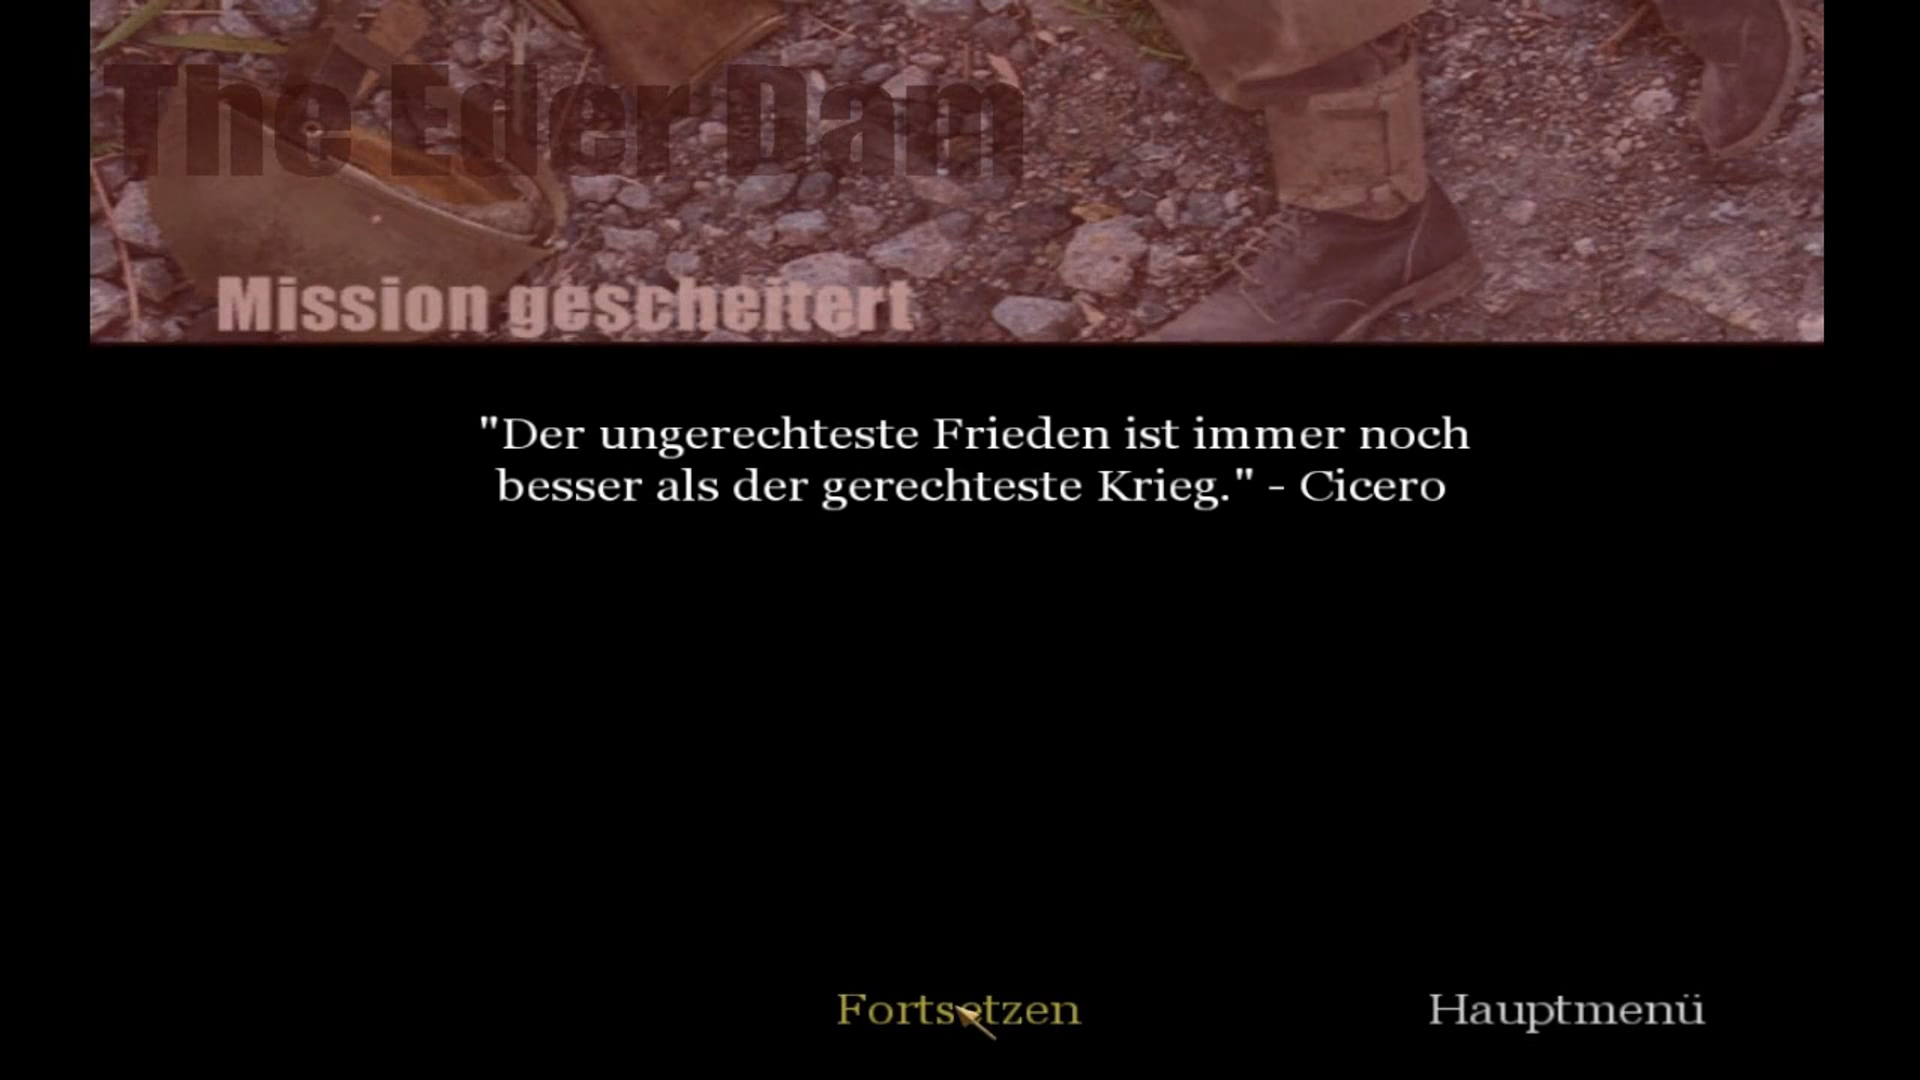 The Eder Dam
Mission gescheitert
"Der ungerechteste Frieden ist immer noch
besser als der gerechteste Krieg." - Cicero
Fortsetzen
Hauptmenü